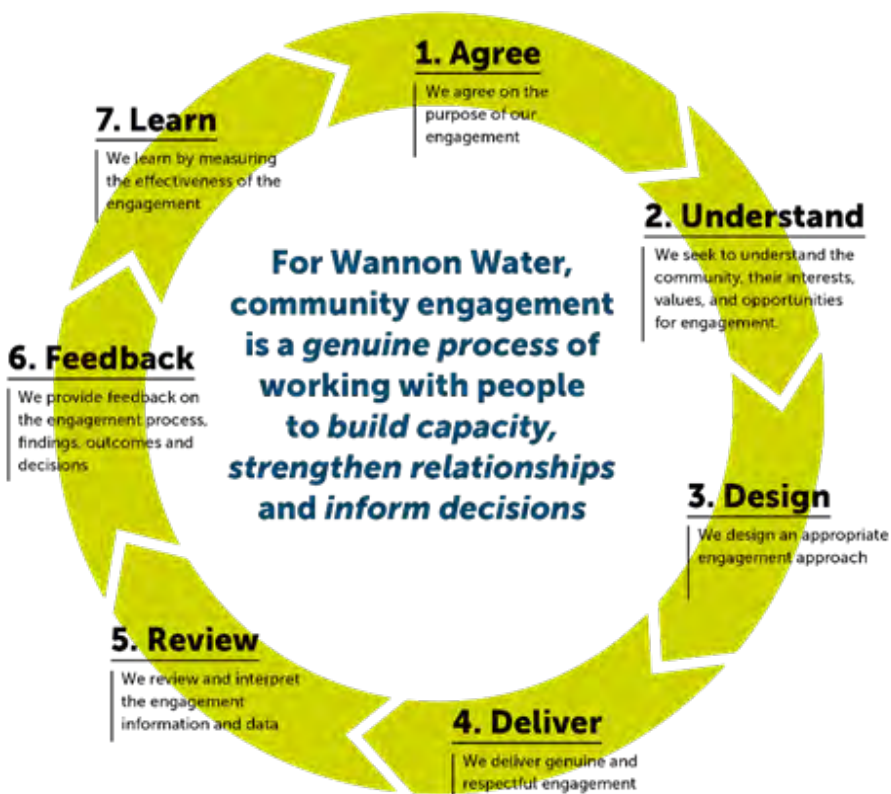 1. Agree
We agree on the
purpose of our
engagement
2. Understand
We seek to understand the
community, their interests,
values, and opportunities
for engagement.
3. Design
We design an appropriate
engagement approach
4. Deliver
We deliver genuine and
respectful engagement
5. Review
We review and interpret
the engagement
information and data
6. Feedback
We provide feedback on
the engagement process,
findings, outcomes and
decisions
7. Learn
We learn by measuring
the effectiveness of the
engagement
For Wannon Water,
community engagement
is a genuine process of
working with people
to build capacity,
strengthen relationships
and inform decisions